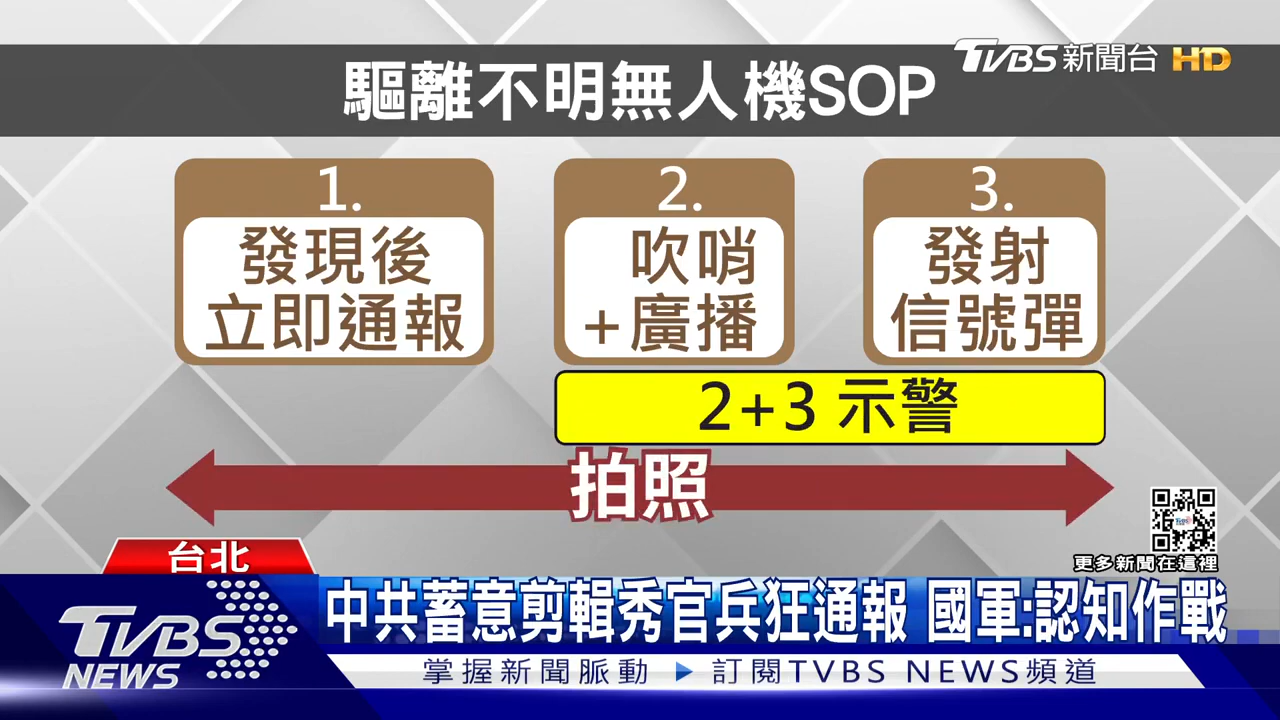 TVBS新聞台 HD
驅離不明無人機SOP
1.
發現後
立即通報
2.
吹哨
+廣播
3.
發射
信號彈
2+3 示警
拍照
更多新聞在這裡
台北
中共蓄意剪輯秀官兵狂通報 國軍:認知作戰
TVBS
NEWS
掌握新聞脈動 ▶ 訂閱TVBS NEWS頻道